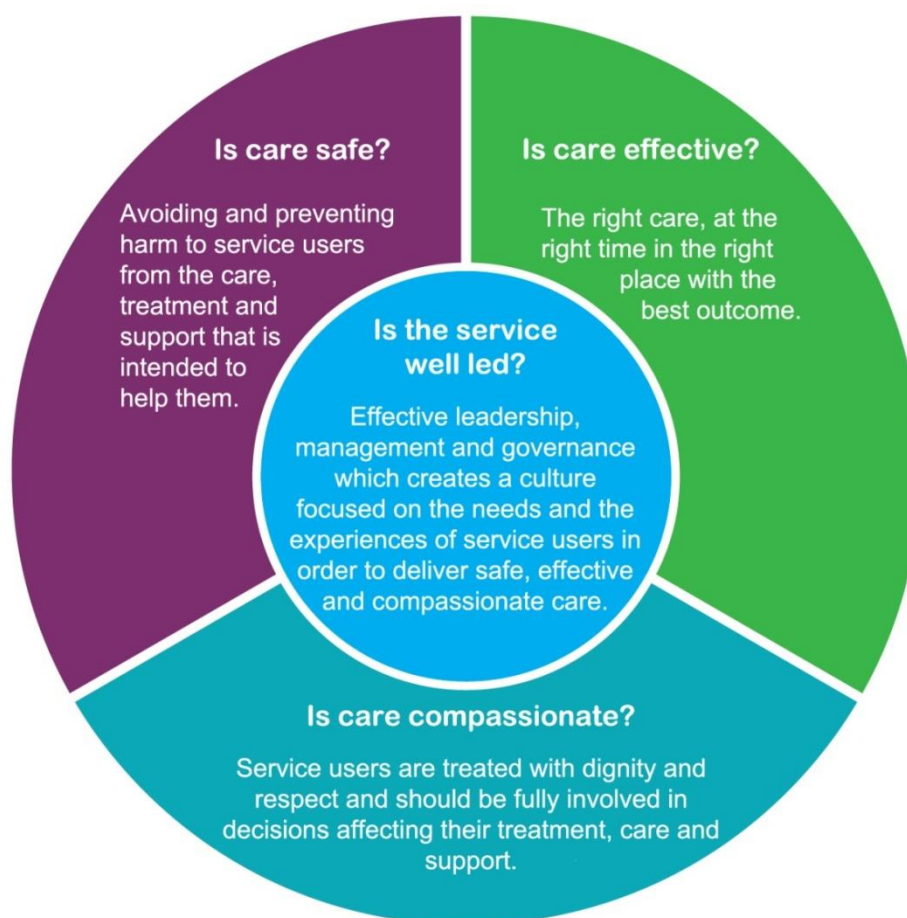 Is care safe?
Avoiding and preventing
harm to service users
from the care,
treatment and
support that is
intended to
help them.
Is care effective?
The right care, at the
right time in the right
place with the
best outcome.
Is the service
well led?
Effective leadership,
management and governance
which creates a culture
focused on the needs and the
experiences of service users in
order to deliver safe, effective
and compassionate care.
Is care compassionate?
Service users are treated with dignity and
respect and should be fully involved in
decisions affecting their treatment, care and
support.